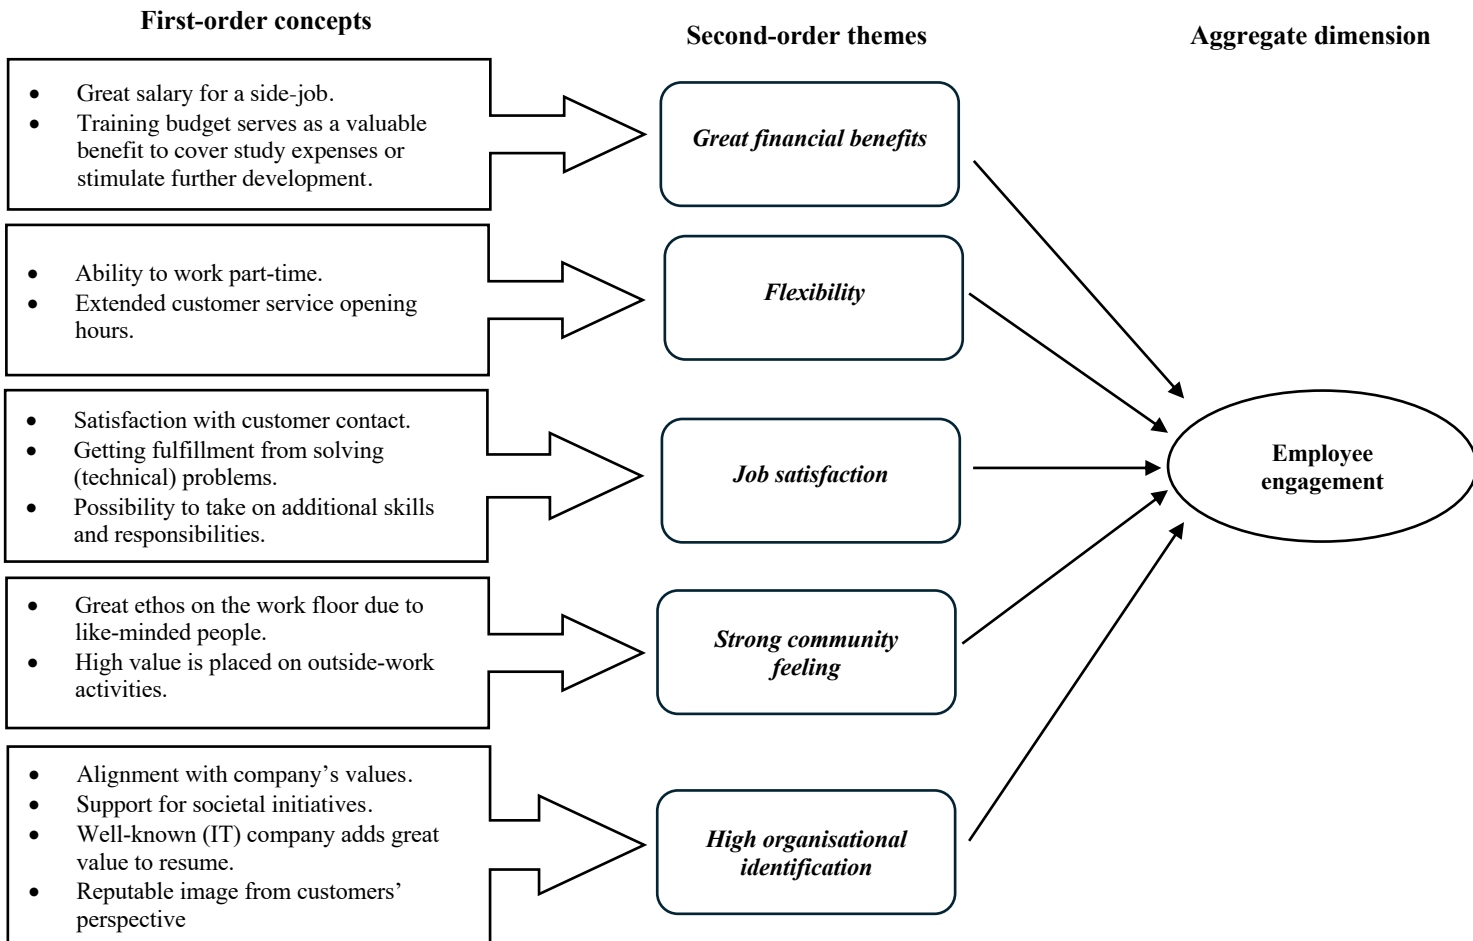 First-order concepts
Second-order themes
Aggregate dimension
• Great salary for a side-job.
• Training budget serves as a valuable
benefit to cover study expenses or
stimulate further development.
Great financial benefits
• Ability to work part-time.
• Extended customer service opening
hours.
Flexibility
• Satisfaction with customer contact.
• Getting fulfillment from solving
(technical) problems.
• Possibility to take on additional skills
and responsibilities.
Job satisfaction
• Great ethos on the work floor due to
like-minded people.
• High value is placed on outside-work
activities.
Strong community
feeling
• Alignment with company’s values.
• Support for societal initiatives.
• Well-known (IT) company adds great
value to resume.
• Reputable image from customers’
perspective
High organisational
identification
Employee
engagement